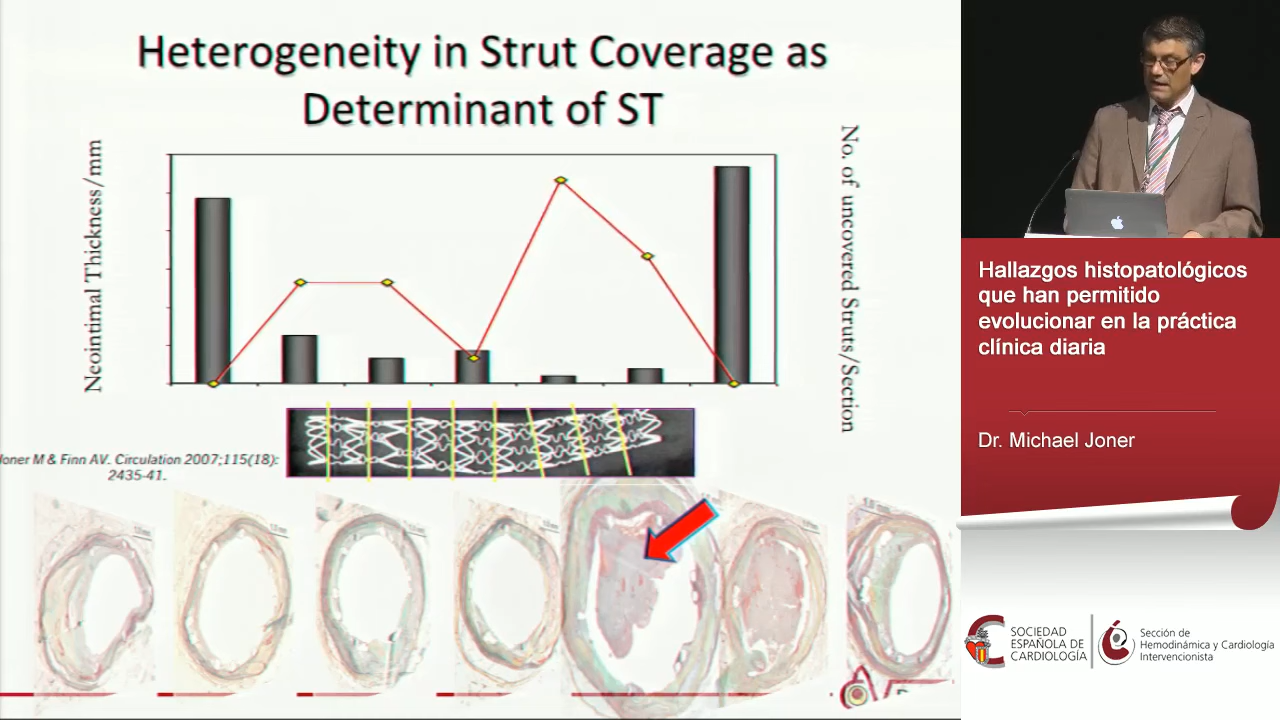 Heterogeneity in Strut Coverage as
Determinant of ST
Neointimal Thickness/mm
No. of uncovered Struts/Section
Joner M & Finn AV. Circulation 2007;115(18):
2435-41.
Hallazgos histopatológicos
que han permitido
evolucionar en la práctica
clínica diaria
Dr. Michael Joner
SOCIEDAD
ESPAÑOLA DE
CARDIOLOGÍA
Sección de
Hemodinámica y Cardiología
Intervencionista